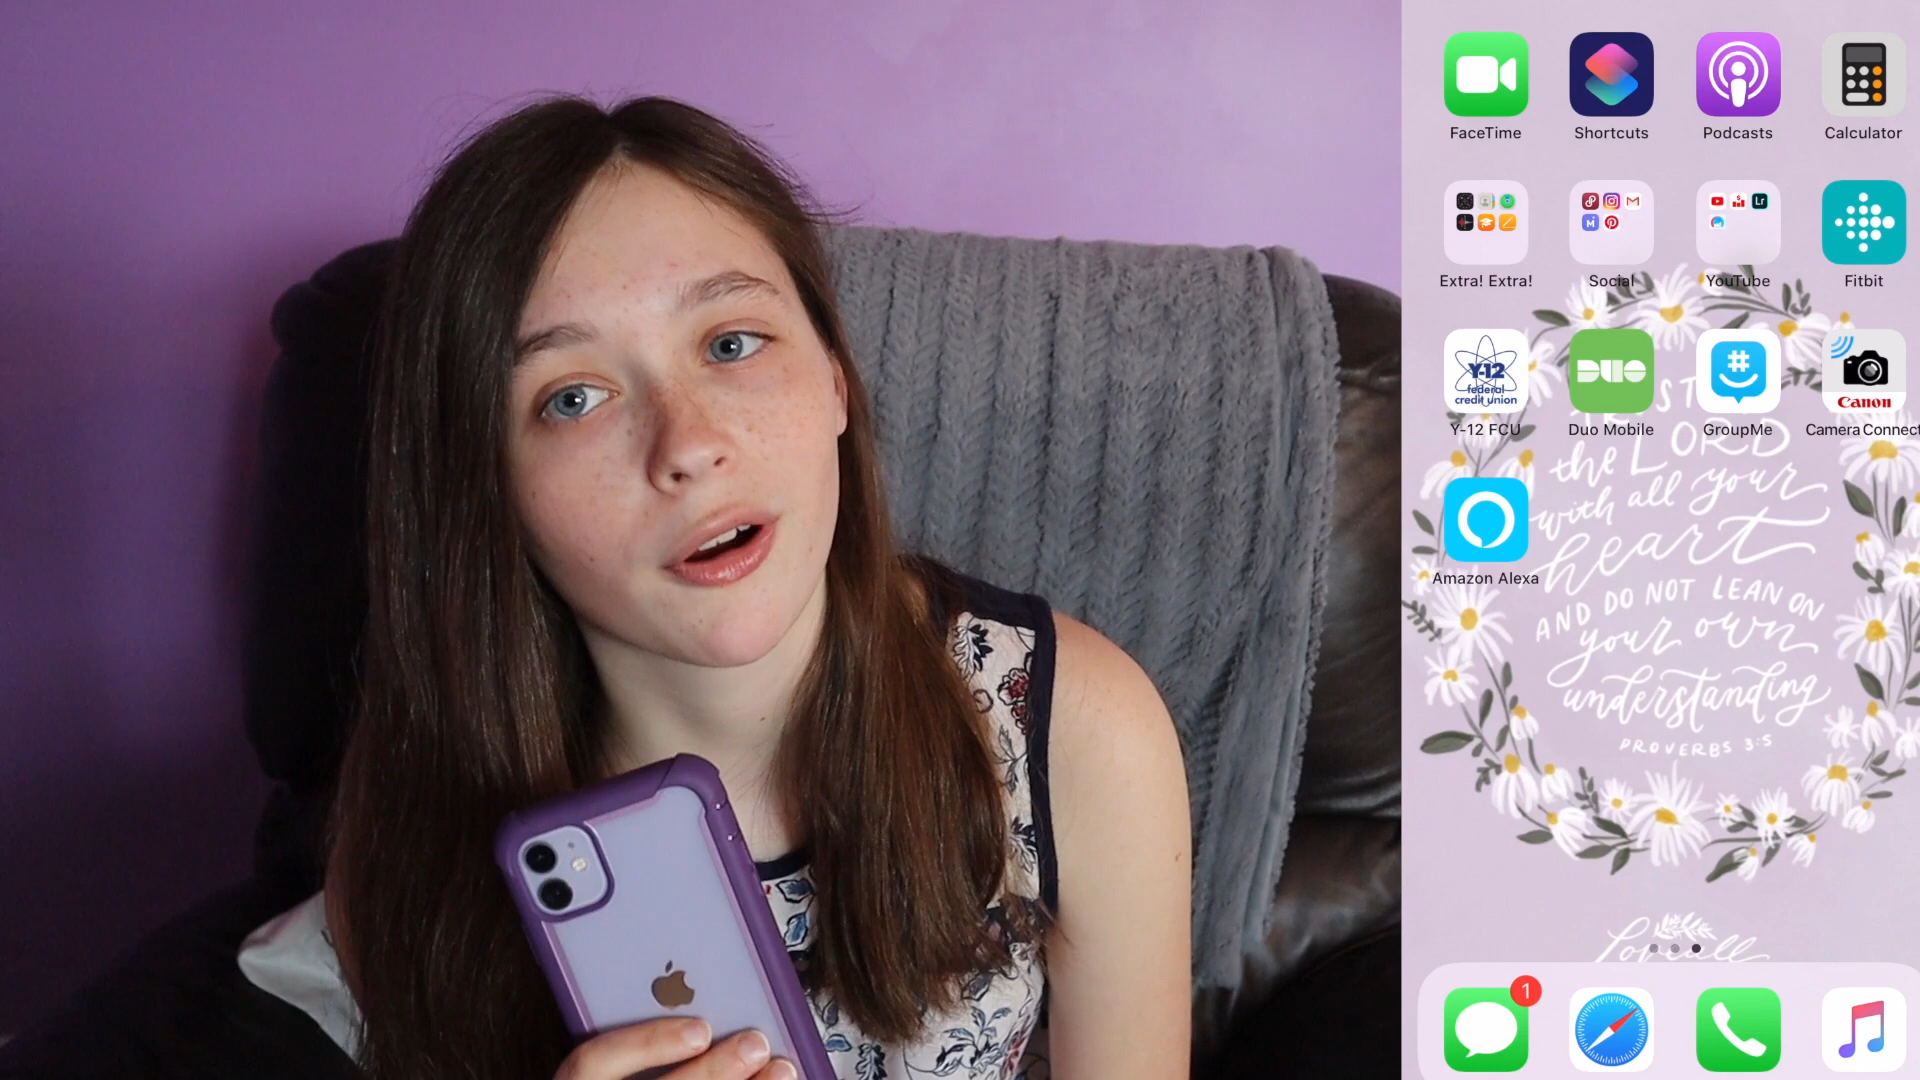 FaceTime
Shortcuts
Podcasts
Calculator
Extra! Extra!
Social
YouTube
Fitbit
Lr
Y-12
federal
credit union
DUO
#
Canon
Y-12 FCU
Duo Mobile
GroupMe
Camera Connect
LORD
the
with all your
heart
Amazon Alexa
AND DO NOT LEAN ON
your own
understanding
PROVERBS 3:5
1